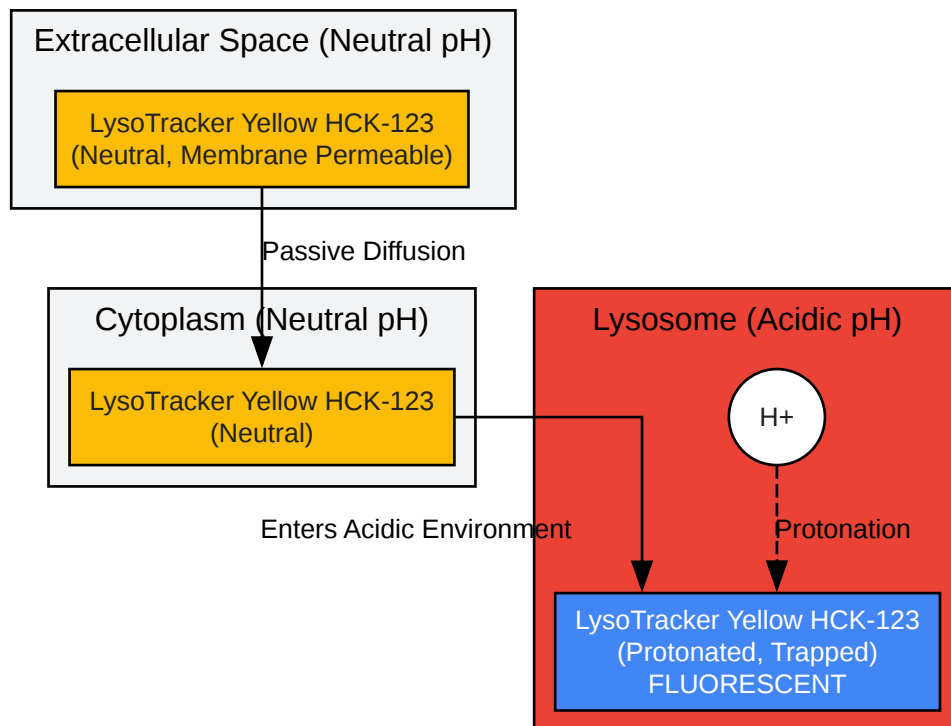 Extracellular Space (Neutral pH)
LysoTracker Yellow HCK-123
(Neutral, Membrane Permeable)
Passive Diffusion
Cytoplasm (Neutral pH)
LysoTracker Yellow HCK-123
(Neutral)
Enters Acidic Environment
Lysosome (Acidic pH)
H+
Protonation
LysoTracker Yellow HCK-123
(Protonated, Trapped)
FLUORESCENT